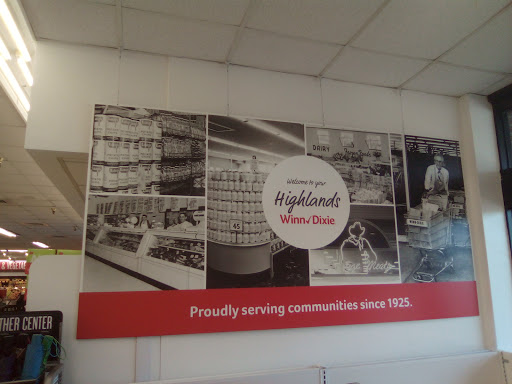 DAIRY
45
Welcome to your
Highlands
Winn Dixie
Proudly serving communities since 1925.
THER CENTER